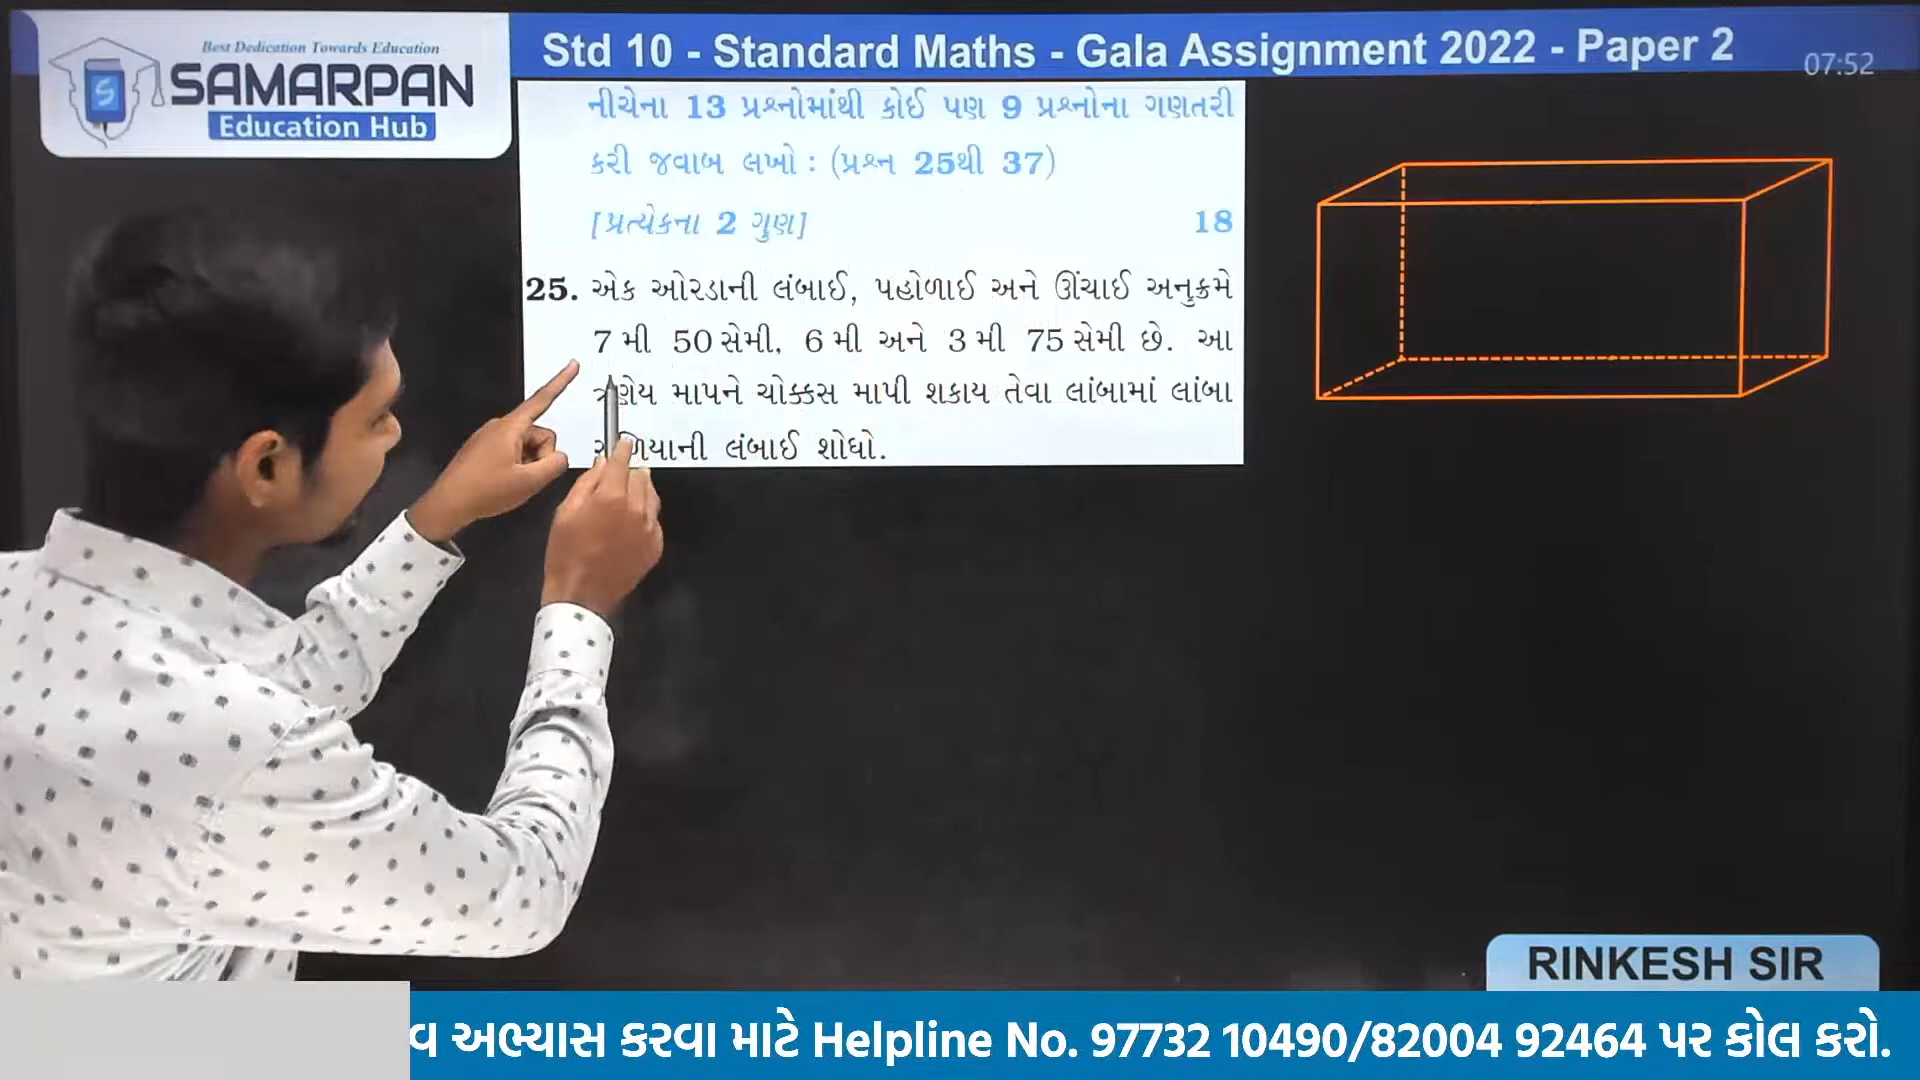 Best Dedication Towards Education
SAMARPAN
Education Hub
Std 10 - Standard Maths - Gala Assignment 2022 - Paper 2
07:52
નીચેના 13 પ્રશ્નોમાંથી કોઈ પણ 9 પ્રશ્નોના ગણતરી
કરી જવાબ લખો : (પ્રશ્ન 25થી 37)
[પ્રત્યેકના 2 ગુણ] 18
25. એક ઓરડાની લંબાઈ, પહોળાઈ અને ઊંચાઈ અનુક્રમે
7 મી 50 સેમી, 6 મી અને 3 મી 75 સેમી છે. આ
ત્રણેય માપને ચોક્કસ માપી શકાય તેવા લાંબામાં લાંબા
લંબાઈ શોધો.
RINKESH SIR
વ અભ્યાસ કરવા માટે Helpline No. 97732 10490/82004 92464 પર કોલ કરો.